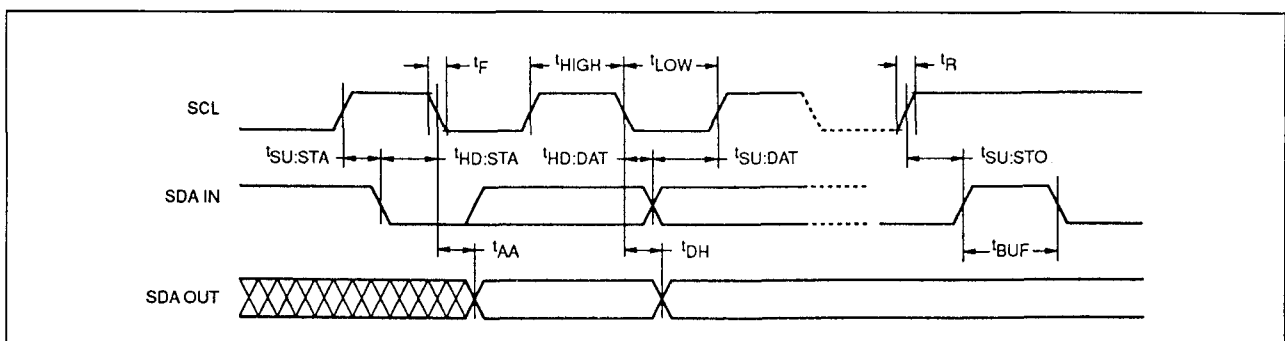 tF
tHIGH
tLOW
tR
SCL
tSU:STA
tHD:STA
tHD:DAT
tSU:DAT
tSU:STO
SDA IN
tAA
tDH
tBUF
SDA OUT